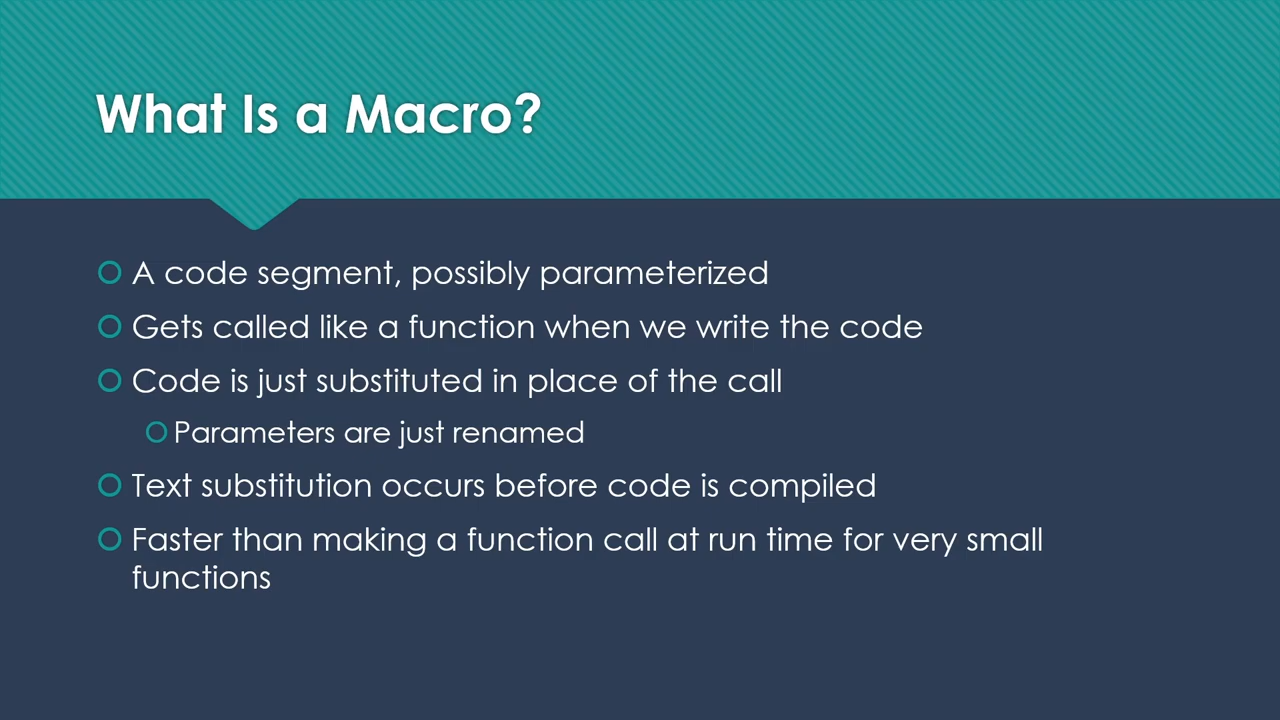 What Is a Macro?
A code segment, possibly parameterized
Gets called like a function when we write the code
Code is just substituted in place of the call
Parameters are just renamed
Text substitution occurs before code is compiled
Faster than making a function call at run time for very small
functions